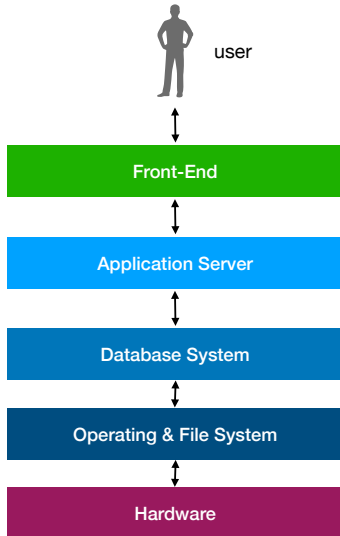 user
Front-End
Application Server
Database System
Operating & File System
Hardware